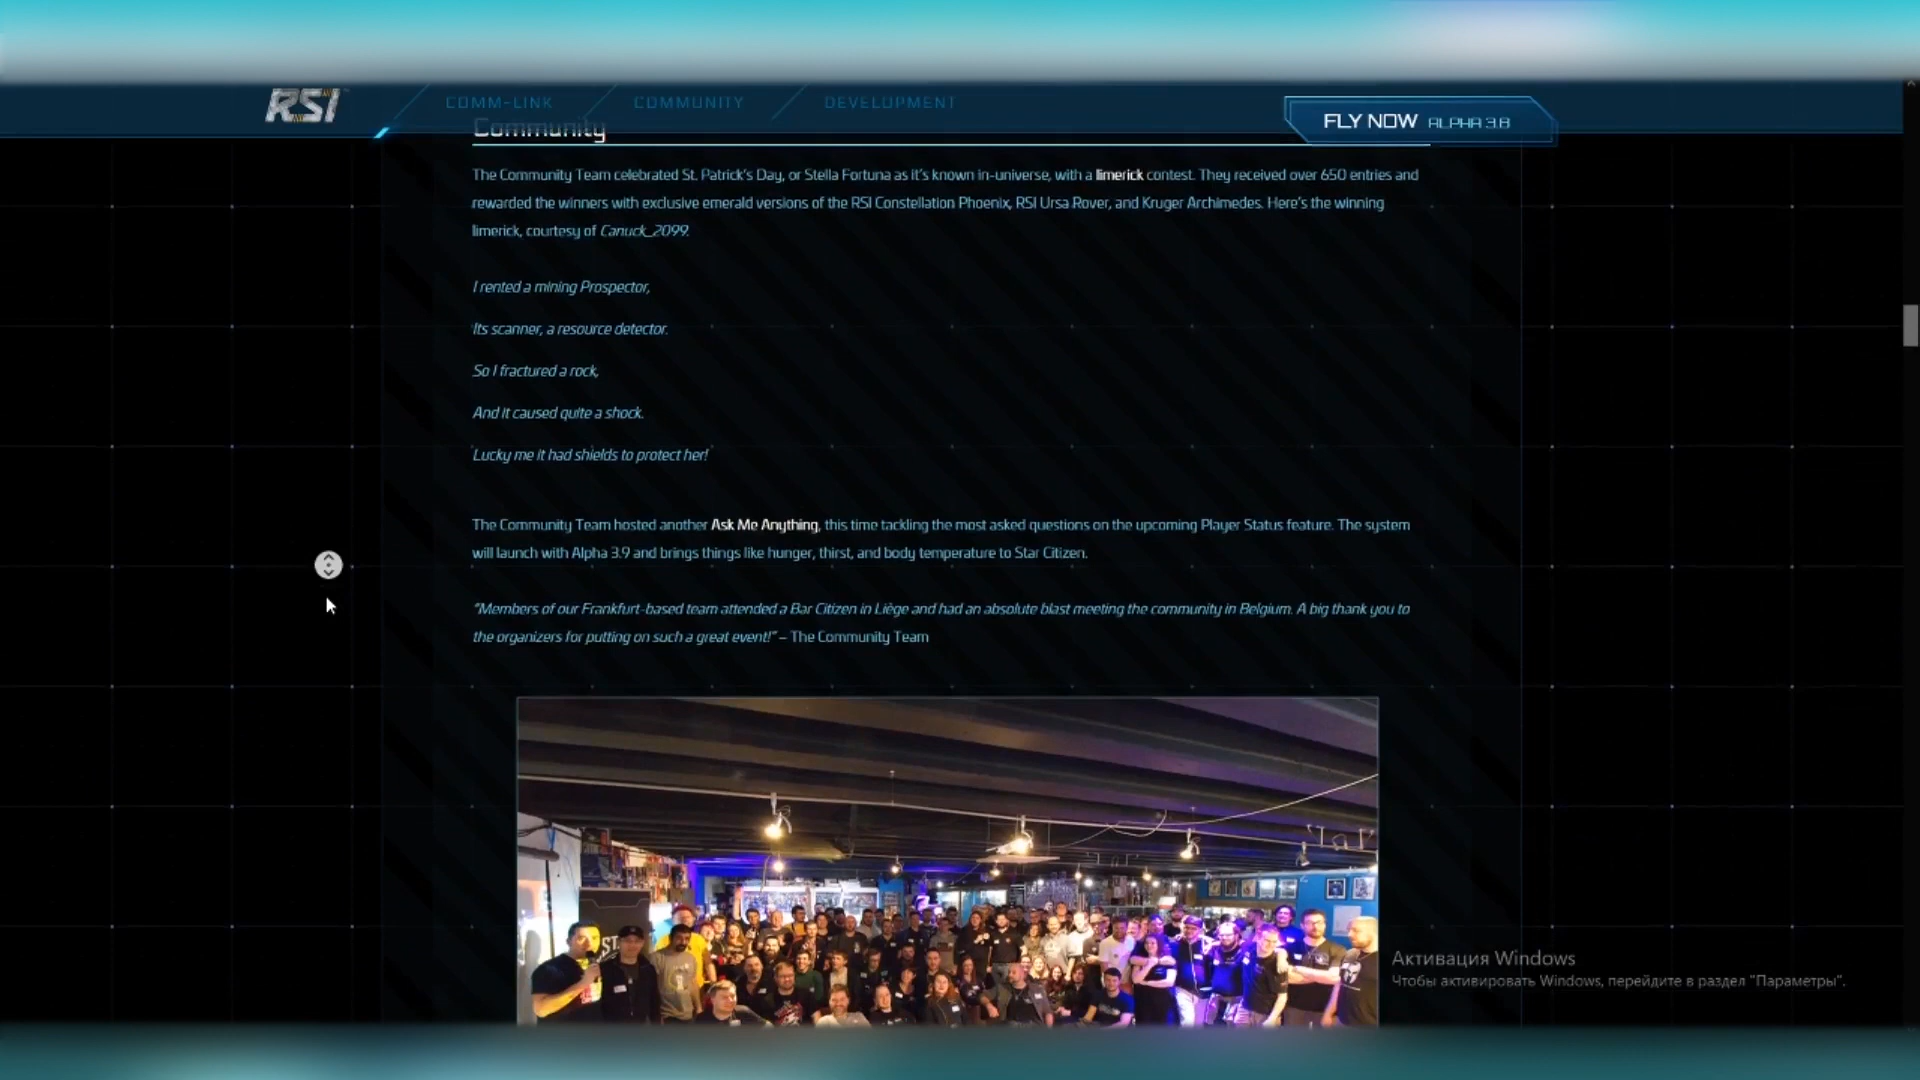 RSI
COMM-LINK
COMMUNITY
DEVELOPMENT
FLY NOW ALPHA 3.8
Community
The Community Team celebrated St. Patrick's Day, or Stella Fortuna as it's known in-universe, with a limerick contest. They received over 650 entries and
rewarded the winners with exclusive emerald versions of the RSI Constellation Phoenix, RSI Ursa Rover, and Kruger Archimedes. Here's the winning
limerick, courtesy of Canuck_2099.
I rented a mining Prospector,
Its scanner, a resource detector.
So I fractured a rock,
And it caused quite a shock.
Lucky me it had shields to protect her!
The Community Team hosted another Ask Me Anything, this time tackling the most asked questions on the upcoming Player Status feature. The system
will launch with Alpha 3.9 and brings things like hunger, thirst, and body temperature to Star Citizen.
"Members of our Frankfurt-based team attended a Bar Citizen in Liège and had an absolute blast meeting the community in Belgium. A big thank you to
the organizers for putting on such a great event!" – The Community Team
Активация Windows
Чтобы активировать Windows, перейдите в раздел "Параметры".